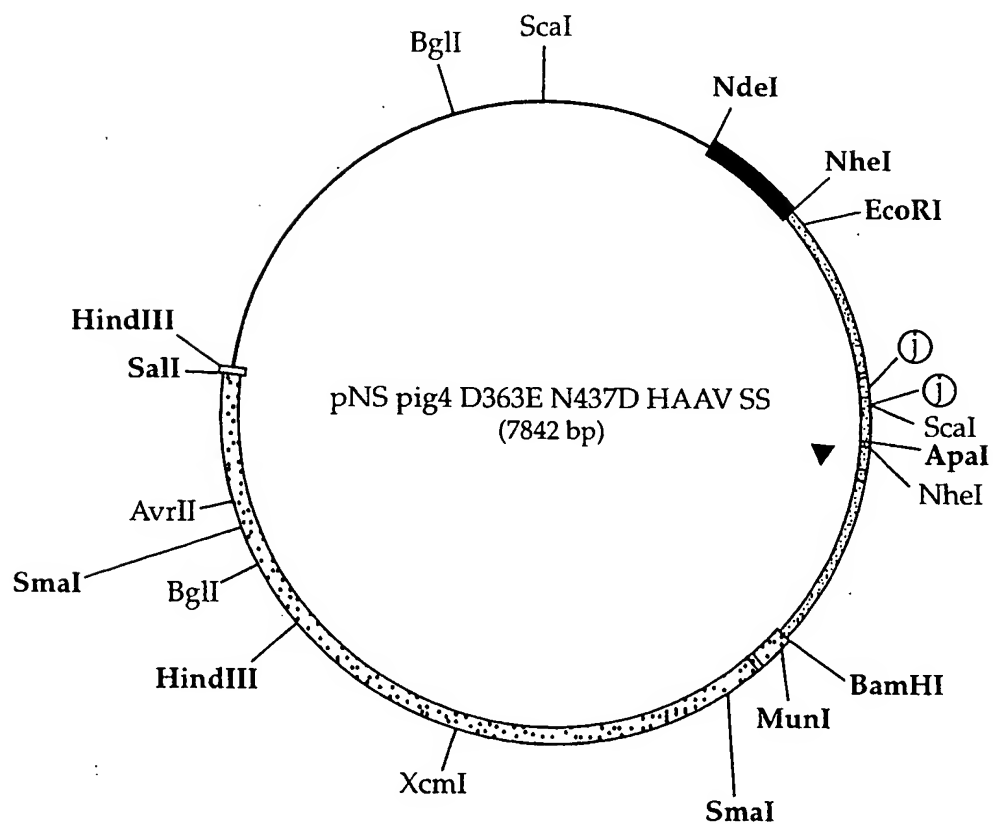 ScaI
BglI
NdeI
NheI
EcoRI
HindIII
SalI
j
j
pNS pig4 D363E N437D HAAV SS
(7842 bp)
ScaI
ApaI
NheI
AvrII
SmaI
BglI
HindIII
BamHI
MunI
XcmI
SmaI